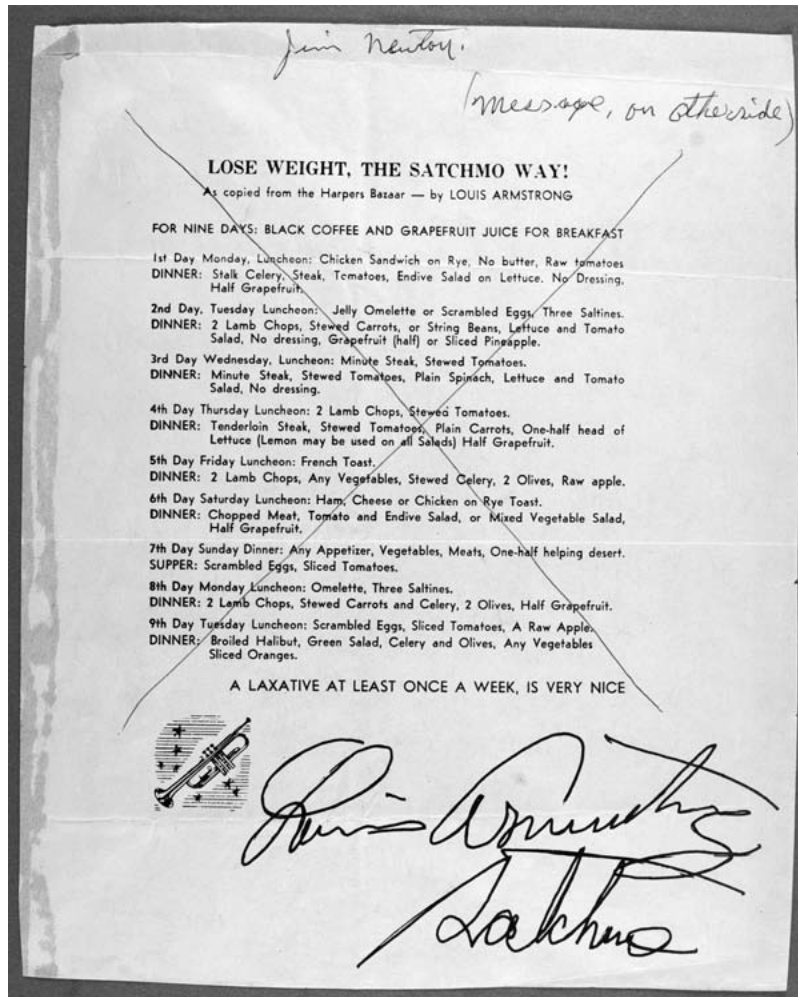 Jim Newton.
(message, on otherside)
LOSE WEIGHT, THE SATCHMO WAY!
As copied from the Harpers Bazaar — by LOUIS ARMSTRONG
FOR NINE DAYS: BLACK COFFEE AND GRAPEFRUIT JUICE FOR BREAKFAST
1st Day Monday, Luncheon: Chicken Sandwich on Rye, No butter, Raw tomatoes
DINNER: Stalk Celery, Steak, Tomatoes, Endive Salad on Lettuce. No Dressing,
Half Grapefruit.
2nd Day, Tuesday Luncheon: Jelly Omelette or Scrambled Eggs, Three Saltines.
DINNER: 2 Lamb Chops, Stewed Carrots, or String Beans, Lettuce and Tomato
Salad, No dressing, Grapefruit (half) or Sliced Pineapple.
3rd Day Wednesday, Luncheon: Minute Steak, Stewed Tomatoes.
DINNER: Minute Steak, Stewed Tomatoes, Plain Spinach, Lettuce and Tomato
Salad, No dressing.
4th Day Thursday Luncheon: 2 Lamb Chops, Stewed Tomatoes.
DINNER: Tenderloin Steak, Stewed Tomatoes, Plain Carrots, One-half head of
Lettuce (Lemon may be used on all Salads) Half Grapefruit.
5th Day Friday Luncheon: French Toast.
DINNER: 2 Lamb Chops, Any Vegetables, Stewed Celery, 2 Olives, Raw apple.
6th Day Saturday Luncheon: Ham, Cheese or Chicken on Rye Toast.
DINNER: Chopped Meat, Tomato and Endive Salad, or Mixed Vegetable Salad,
Half Grapefruit.
7th Day Sunday Dinner: Any Appetizer, Vegetables, Meats, One-half helping desert.
SUPPER: Scrambled Eggs, Sliced Tomatoes.
8th Day Monday Luncheon: Omelette, Three Saltines.
DINNER: 2 Lamb Chops, Stewed Carrots and Celery, 2 Olives, Half Grapefruit.
9th Day Tuesday Luncheon: Scrambled Eggs, Sliced Tomatoes, A Raw Apple.
DINNER: Broiled Halibut, Green Salad, Celery and Olives, Any Vegetables
Sliced Oranges.
A LAXATIVE AT LEAST ONCE A WEEK, IS VERY NICE
Louis Armstrong
Satchmo